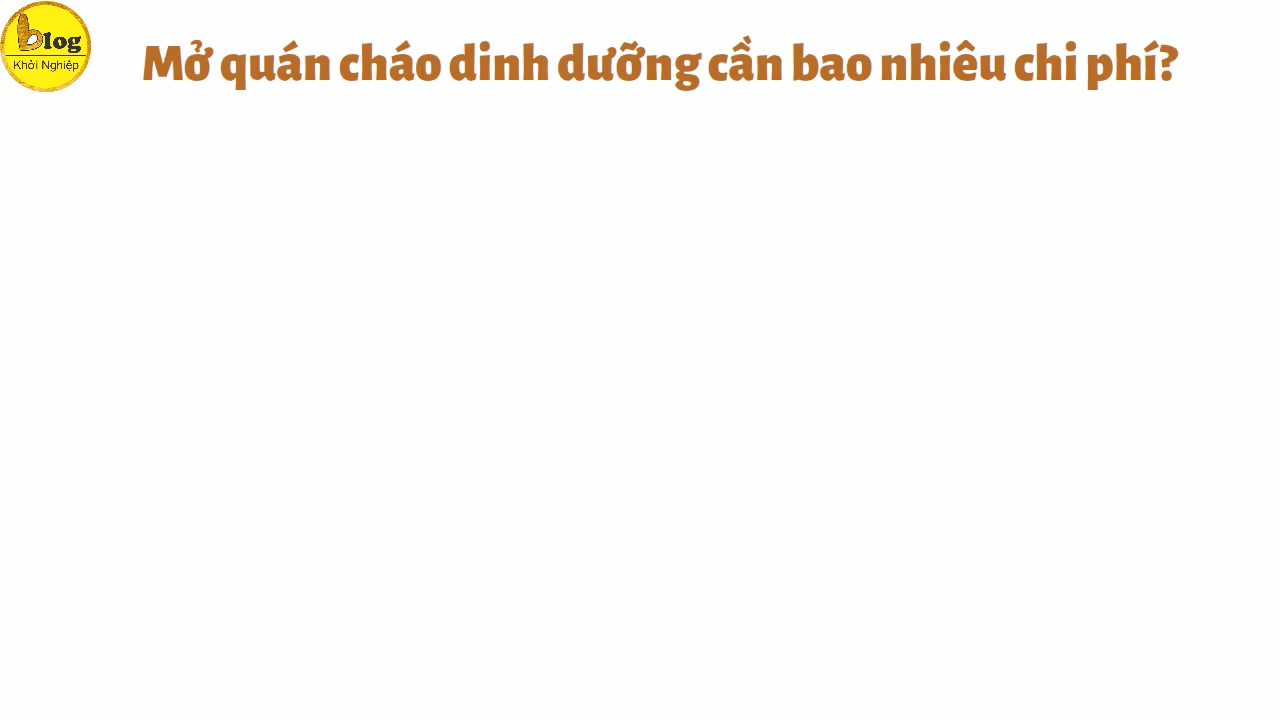 blog
Khởi Nghiệp
Mở quán cháo dinh dưỡng cần bao nhiêu chi phí?